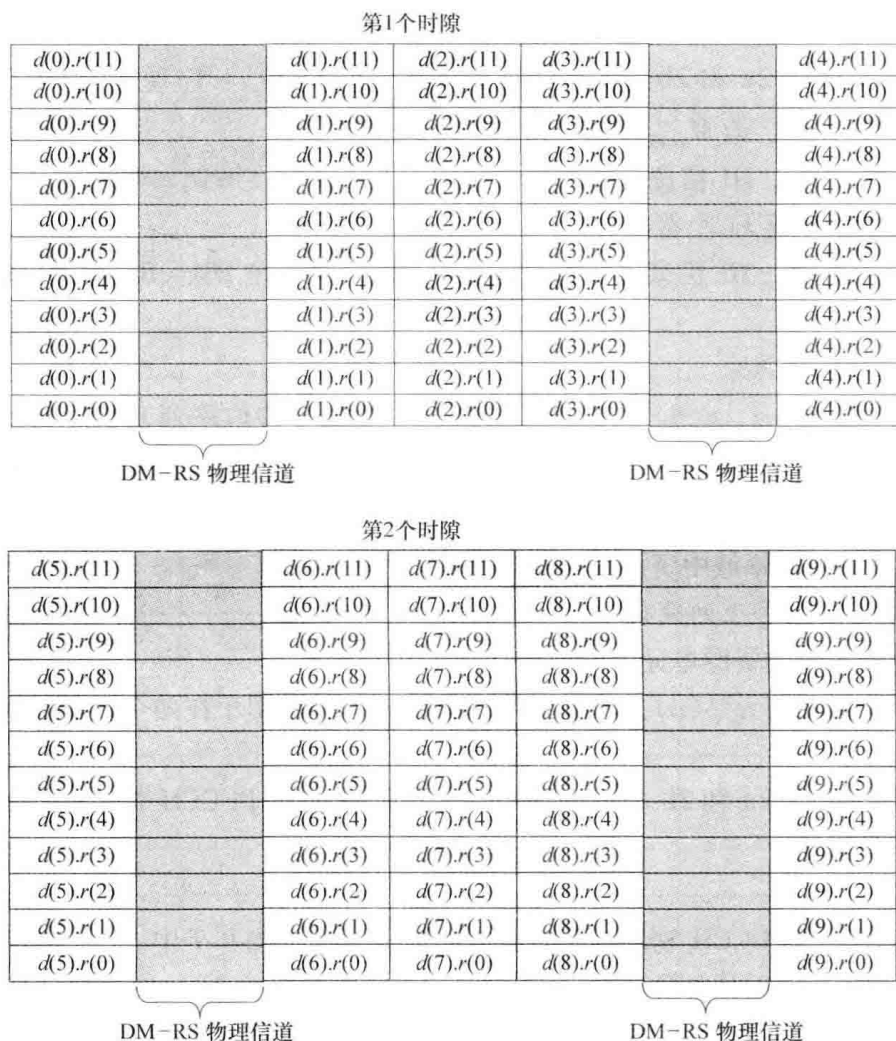 第1个时隙
d(0).r(11) d(1).r(11) d(2).r(11) d(3).r(11) d(4).r(11)
d(0).r(10) d(1).r(10) d(2).r(10) d(3).r(10) d(4).r(10)
d(0).r(9) d(1).r(9) d(2).r(9) d(3).r(9) d(4).r(9)
d(0).r(8) d(1).r(8) d(2).r(8) d(3).r(8) d(4).r(8)
d(0).r(7) d(1).r(7) d(2).r(7) d(3).r(7) d(4).r(7)
d(0).r(6) d(1).r(6) d(2).r(6) d(3).r(6) d(4).r(6)
d(0).r(5) d(1).r(5) d(2).r(5) d(3).r(5) d(4).r(5)
d(0).r(4) d(1).r(4) d(2).r(4) d(3).r(4) d(4).r(4)
d(0).r(3) d(1).r(3) d(2).r(3) d(3).r(3) d(4).r(3)
d(0).r(2) d(1).r(2) d(2).r(2) d(3).r(2) d(4).r(2)
d(0).r(1) d(1).r(1) d(2).r(1) d(3).r(1) d(4).r(1)
d(0).r(0) d(1).r(0) d(2).r(0) d(3).r(0) d(4).r(0)
DM-RS 物理信道 DM-RS 物理信道
第2个时隙
d(5).r(11) d(6).r(11) d(7).r(11) d(8).r(11) d(9).r(11)
d(5).r(10) d(6).r(10) d(7).r(10) d(8).r(10) d(9).r(10)
d(5).r(9) d(6).r(9) d(7).r(9) d(8).r(9) d(9).r(9)
d(5).r(8) d(6).r(8) d(7).r(8) d(8).r(8) d(9).r(8)
d(5).r(7) d(6).r(7) d(7).r(7) d(8).r(7) d(9).r(7)
d(5).r(6) d(6).r(6) d(7).r(6) d(8).r(6) d(9).r(6)
d(5).r(5) d(6).r(5) d(7).r(5) d(8).r(5) d(9).r(5)
d(5).r(4) d(6).r(4) d(7).r(4) d(8).r(4) d(9).r(4)
d(5).r(3) d(6).r(3) d(7).r(3) d(8).r(3) d(9).r(3)
d(5).r(2) d(6).r(2) d(7).r(2) d(8).r(2) d(9).r(2)
d(5).r(1) d(6).r(1) d(7).r(1) d(8).r(1) d(9).r(1)
d(5).r(0) d(6).r(0) d(7).r(0) d(8).r(0) d(9).r(0)
DM-RS 物理信道 DM-RS 物理信道